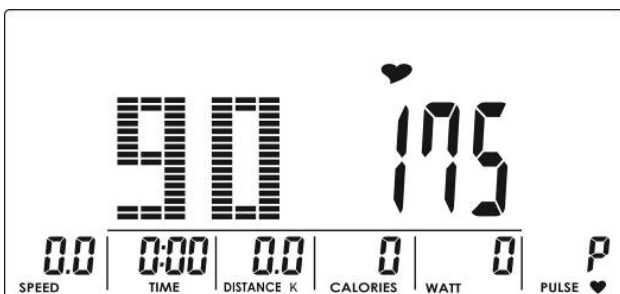 90 175
0.0 0:00 0.0 0 0 P
SPEED TIME DISTANCE K CALORIES WATT PULSE